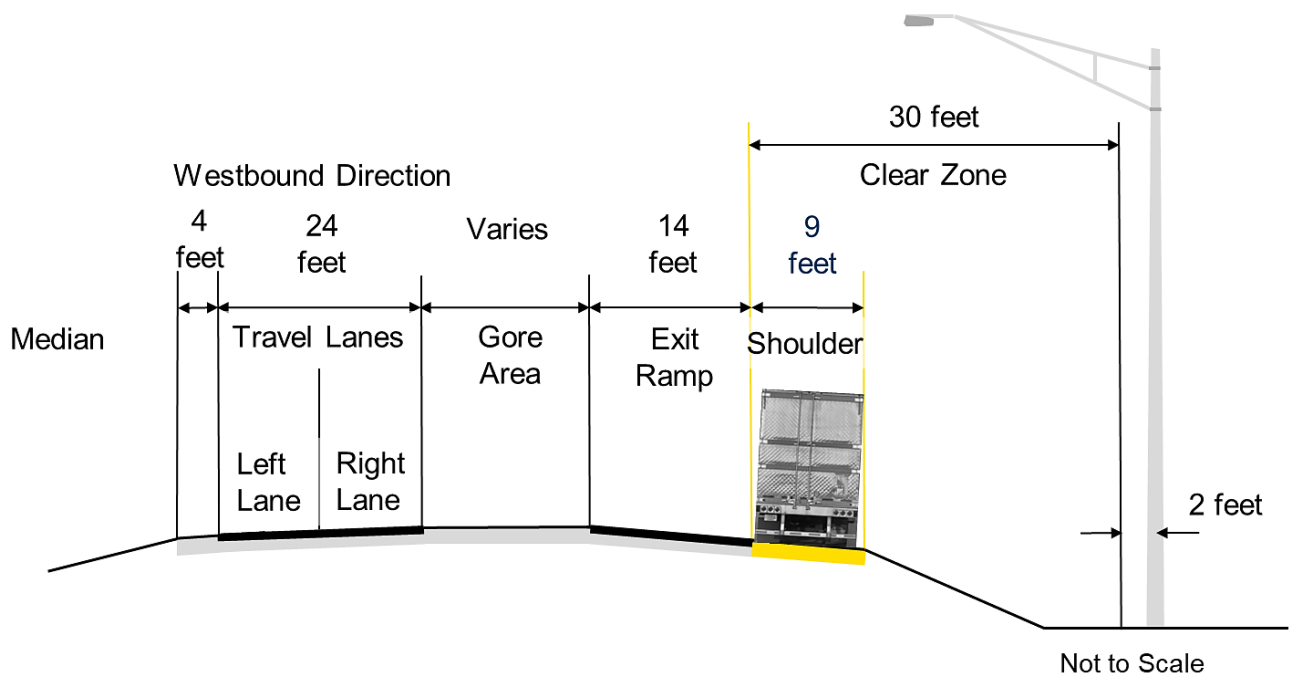 30 feet
Clear Zone
Westbound Direction
4
feet
24
feet
Varies
14
feet
9
feet
Median
Travel Lanes
Gore
Area
Exit
Ramp
Shoulder
Left
Lane
Right
Lane
2 feet
Not to Scale